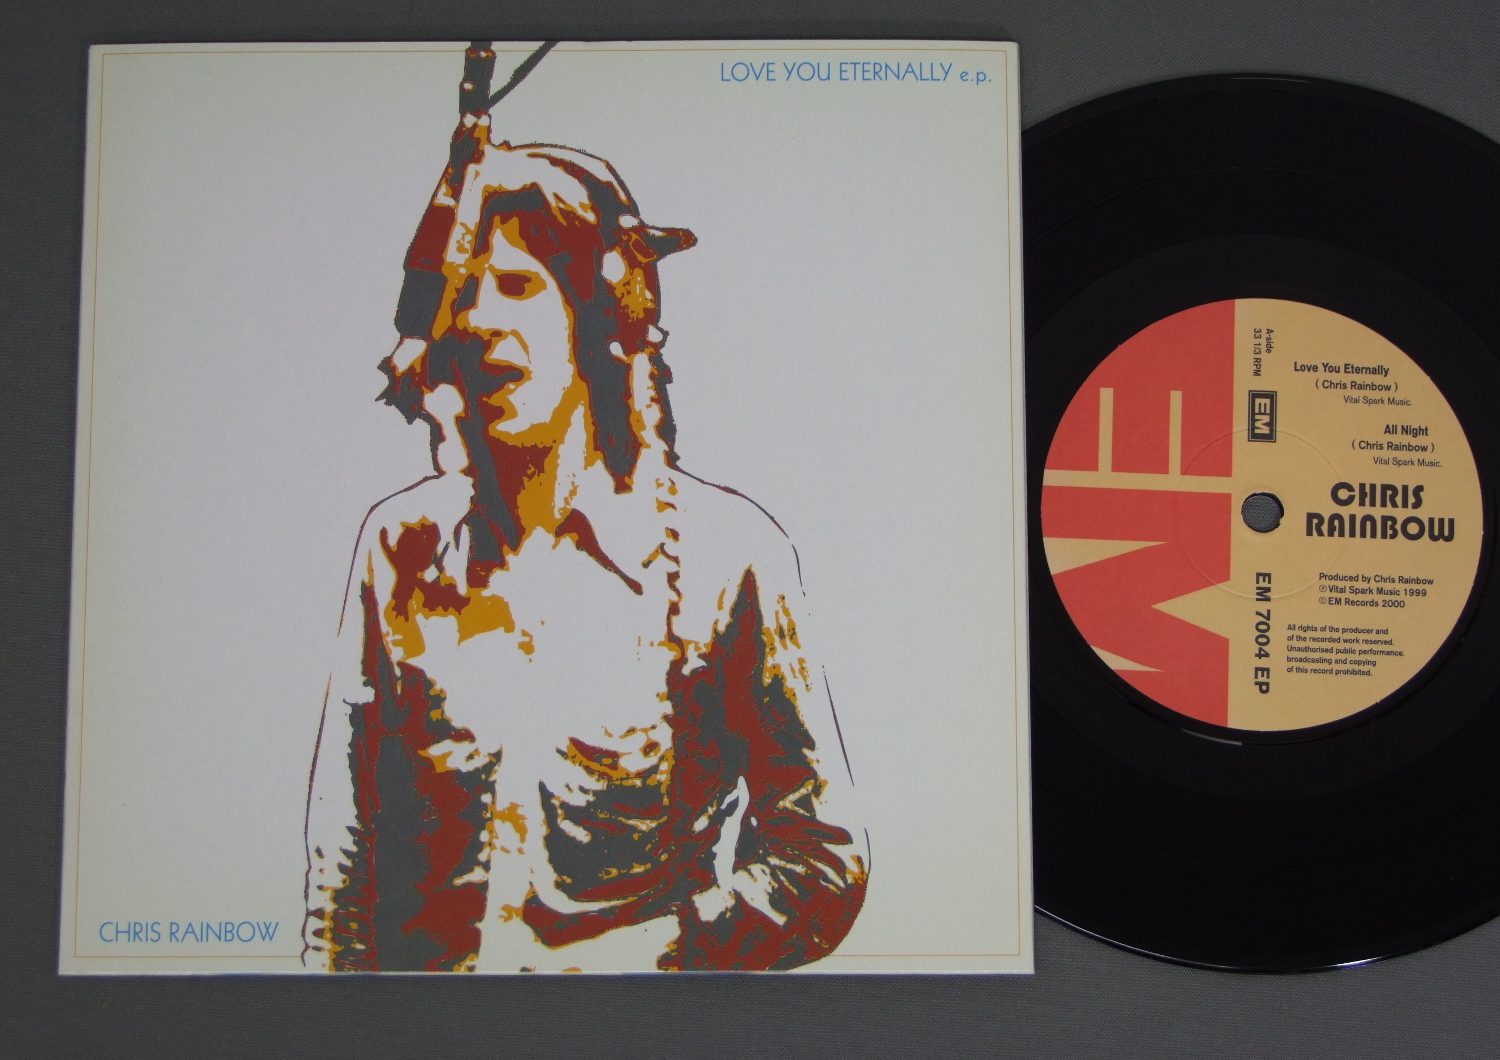 LOVE YOU ETERNALLY e.p.
CHRIS RAINBOW
EM
A-side
33 1/3 RPM
EM
Love You Eternally
( Chris Rainbow )
Vital Spark Music.
All Night
( Chris Rainbow )
Vital Spark Music.
CHRIS
RAINBOW
Produced by Chris Rainbow
℗Vital Spark Music 1999
©EM Records 2000
EM 7004 EP
All rights of the producer and
of the recorded work reserved.
Unauthorised public performance.
broadcasting and copying
of this record prohibited.